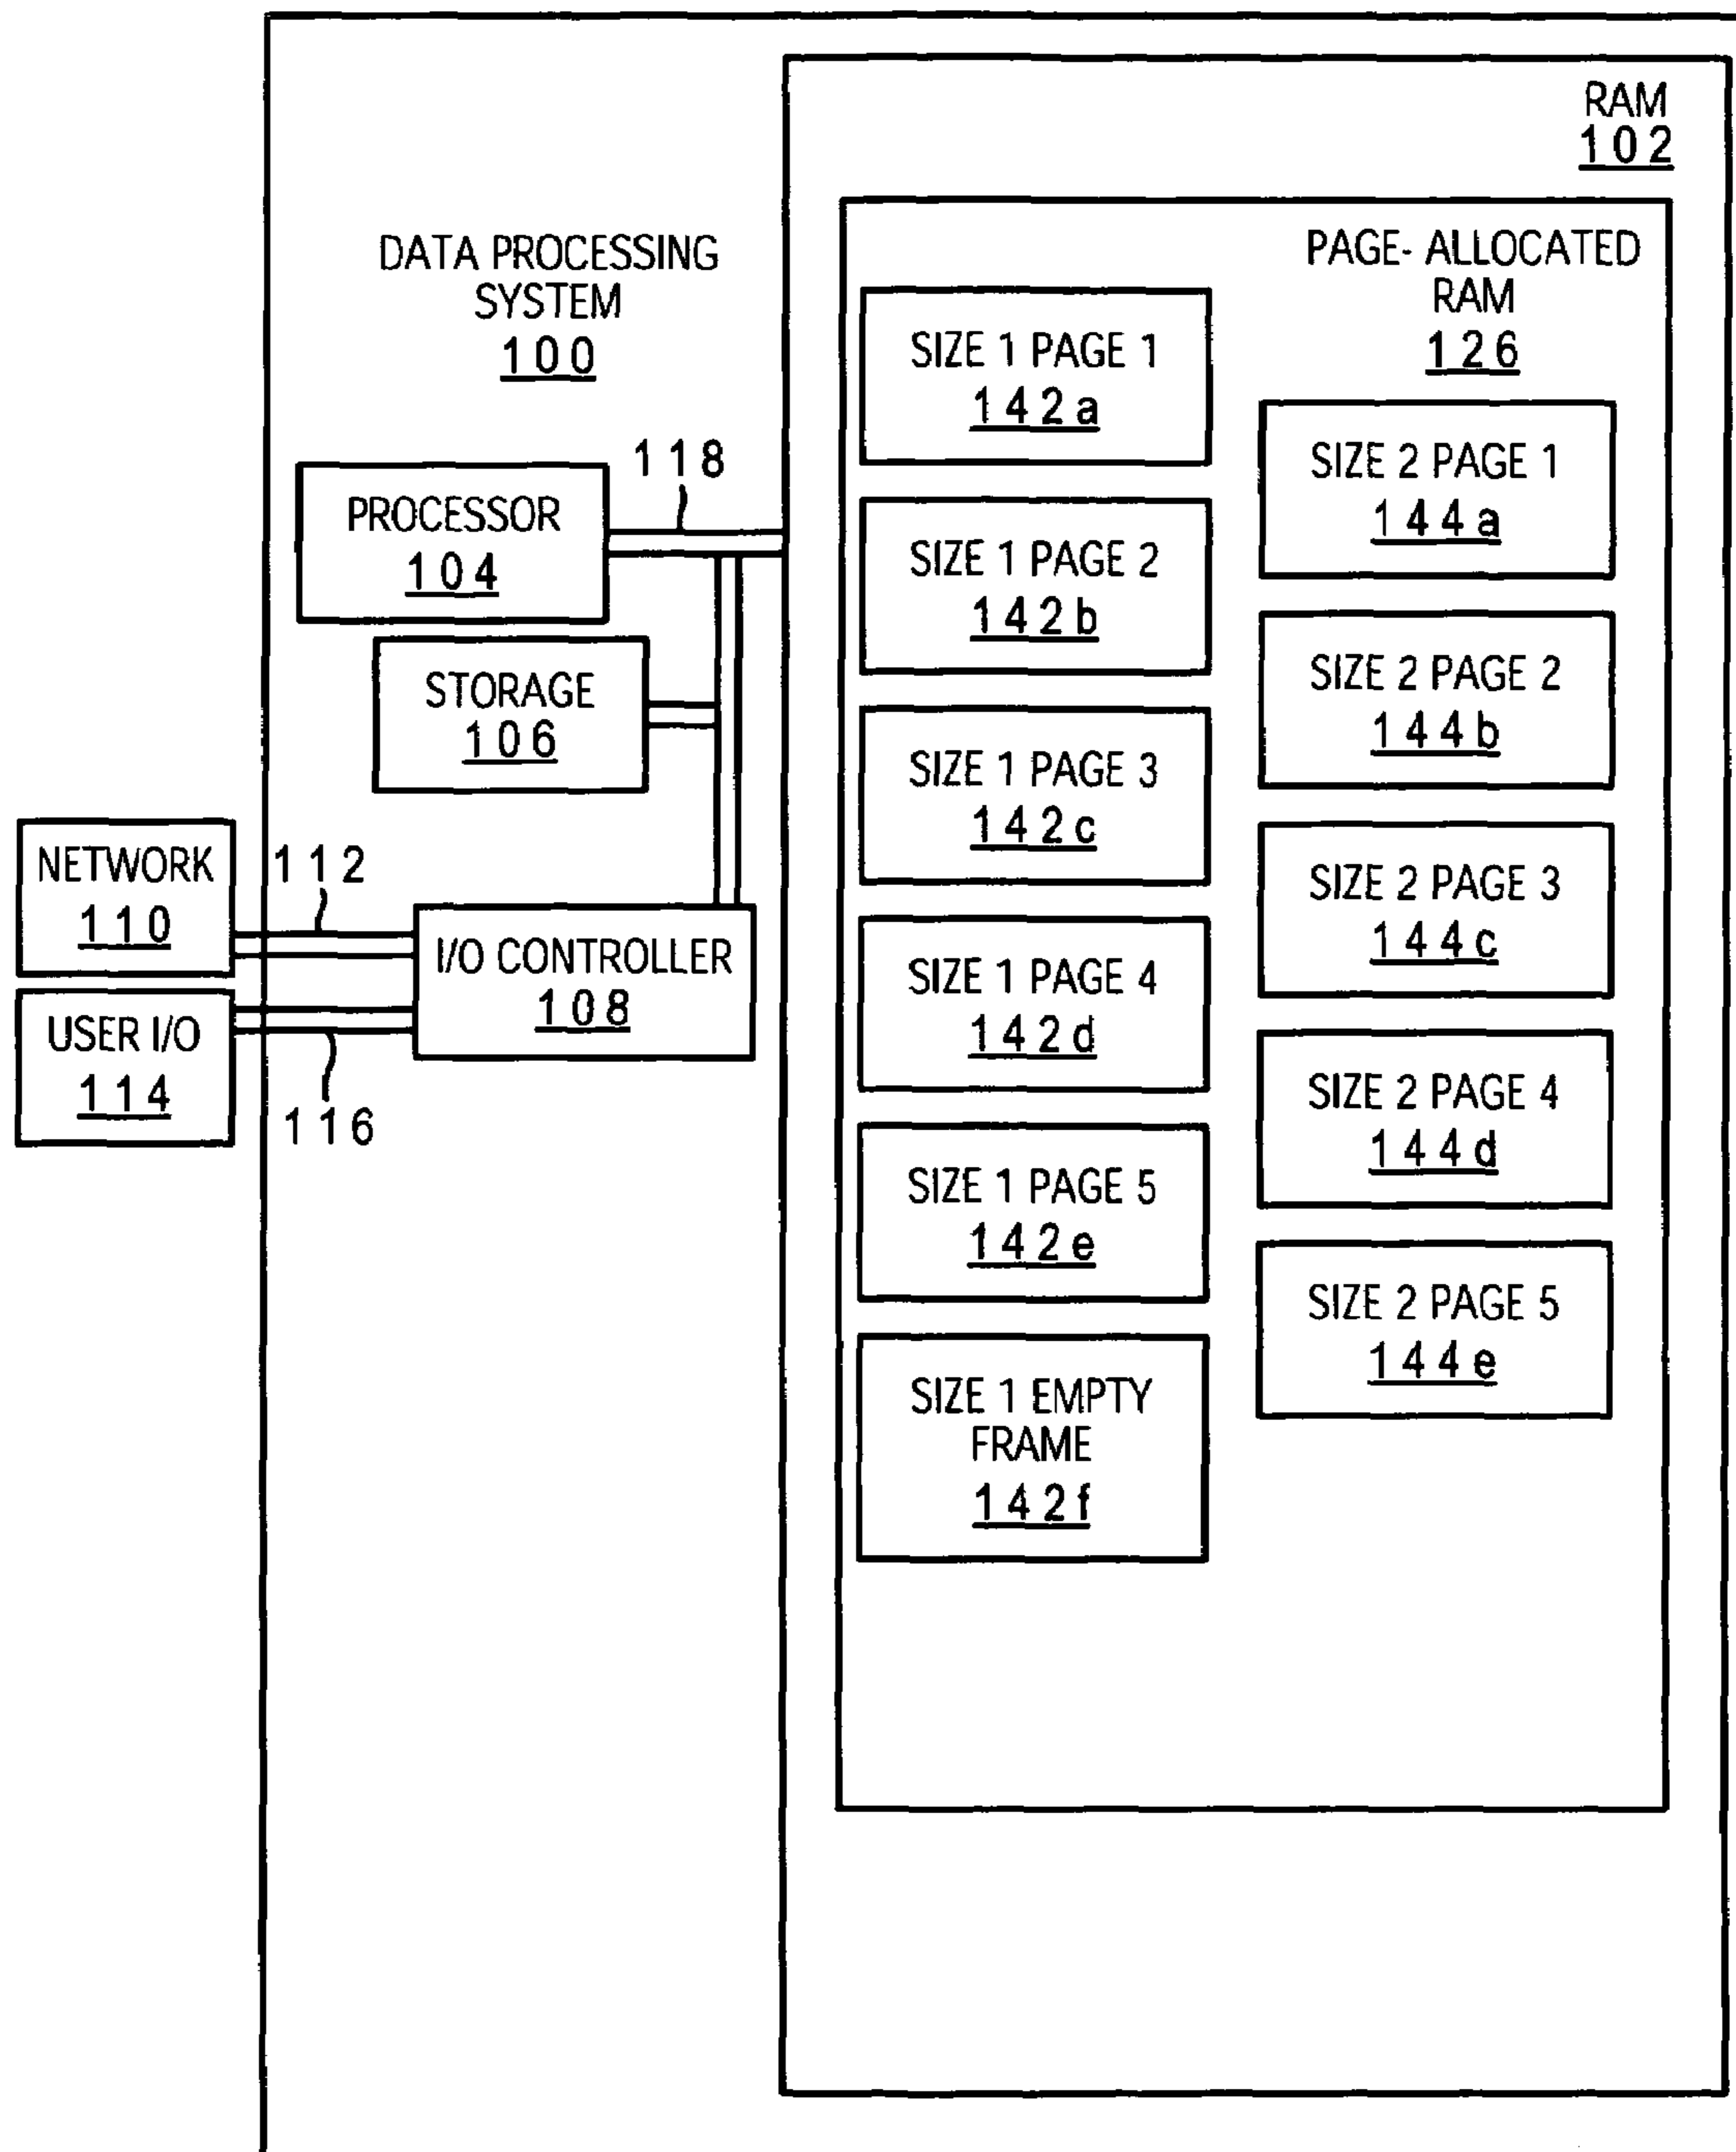 RAM
102
DATA PROCESSING
SYSTEM
100
PAGE- ALLOCATED
RAM
126
118
PROCESSOR
104
STORAGE
106
NETWORK
110
112
I/O CONTROLLER
108
USER I/O
114
116
SIZE 1 PAGE 1
142a
SIZE 1 PAGE 2
142b
SIZE 1 PAGE 3
142c
SIZE 1 PAGE 4
142d
SIZE 1 PAGE 5
142e
SIZE 1 EMPTY
FRAME
142f
SIZE 2 PAGE 1
144a
SIZE 2 PAGE 2
144b
SIZE 2 PAGE 3
144c
SIZE 2 PAGE 4
144d
SIZE 2 PAGE 5
144e